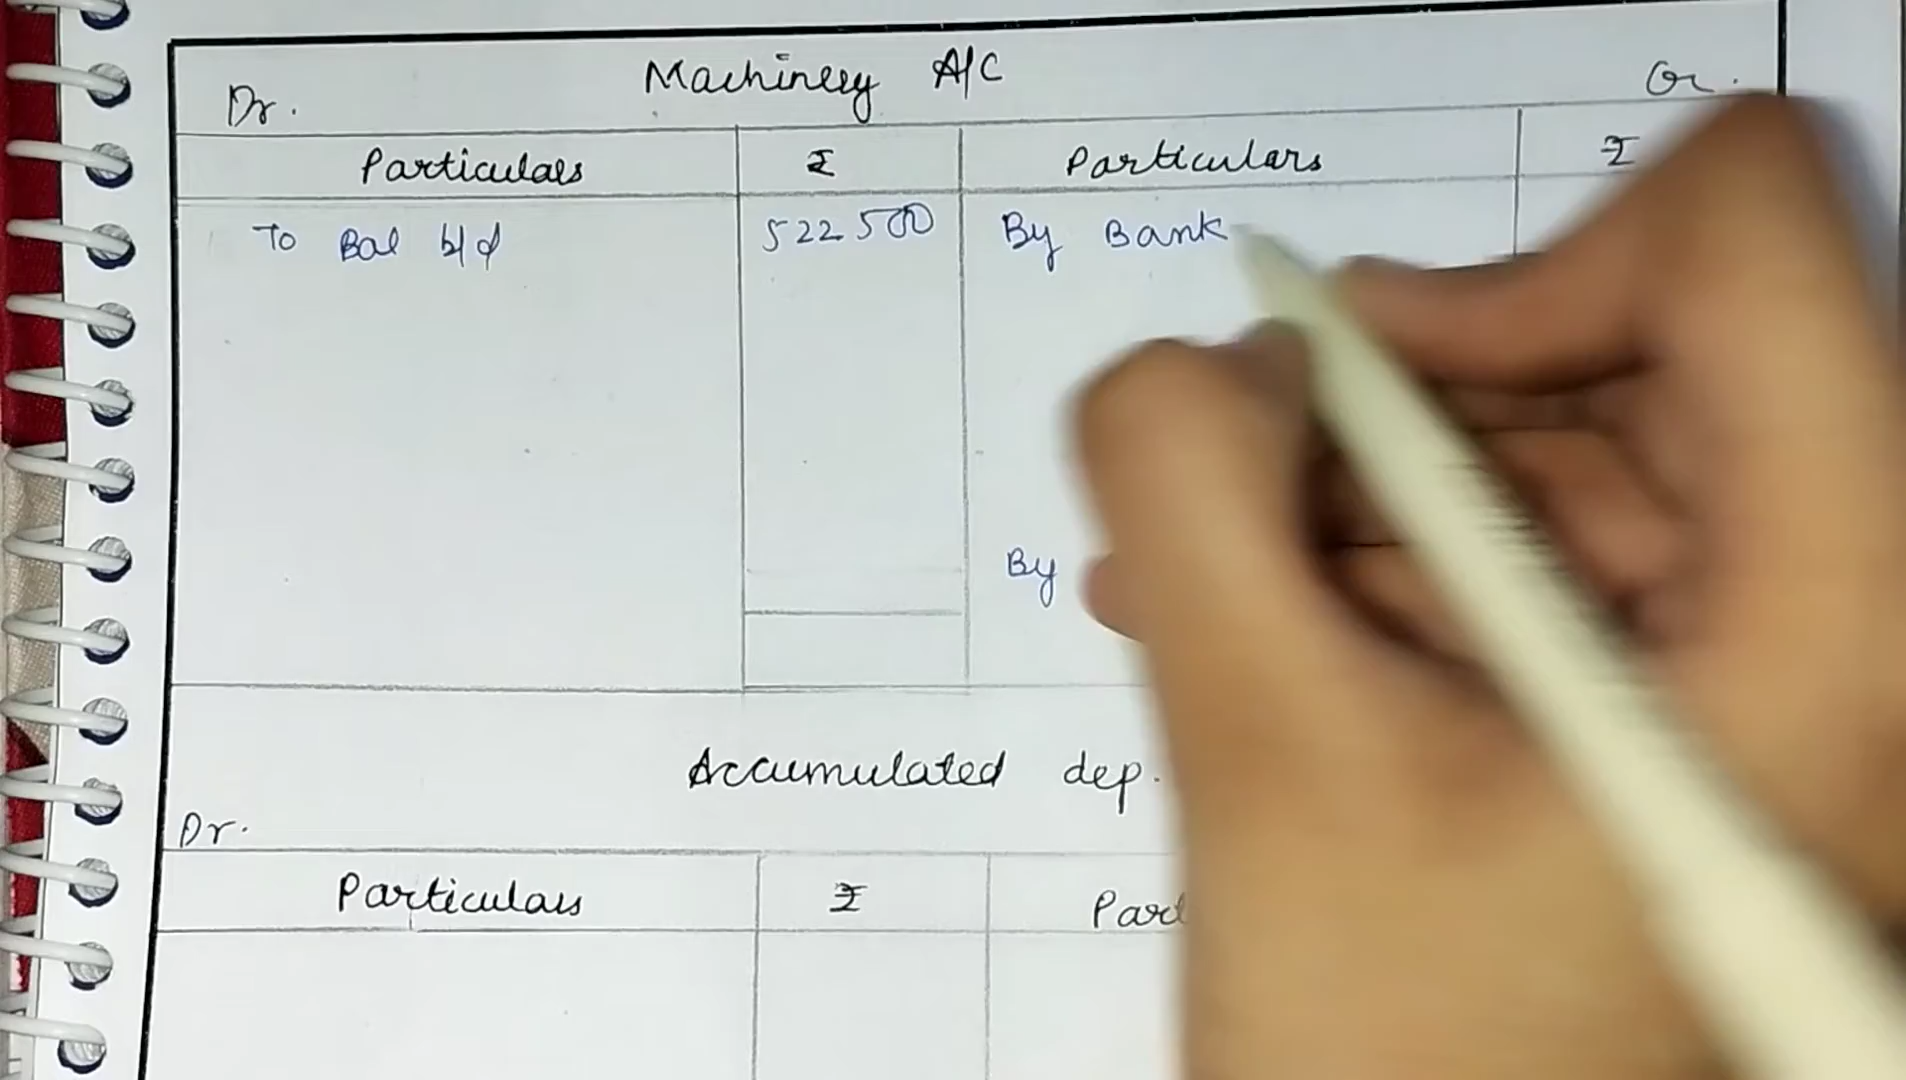 Machinery A/C
Dr. Cr.
Particulars ₹ Particulars ₹
To Bal b/d 522500 By Bank
By
Accumulated dep.
Dr.
Particulars ₹